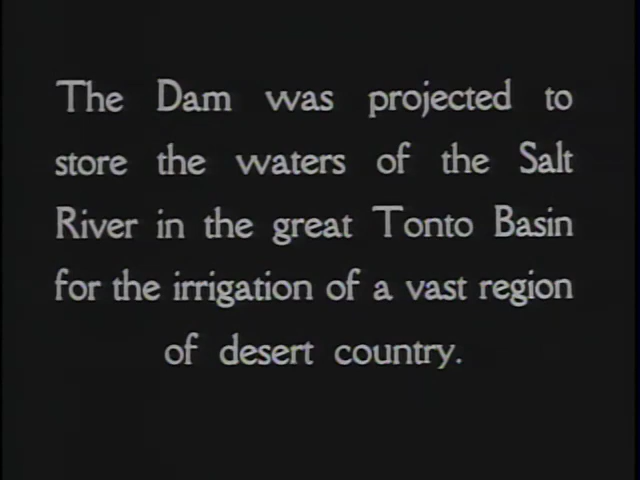 The Dam was projected to
store the waters of the Salt
River in the great Tonto Basin
for the irrigation of a vast region
of desert country.